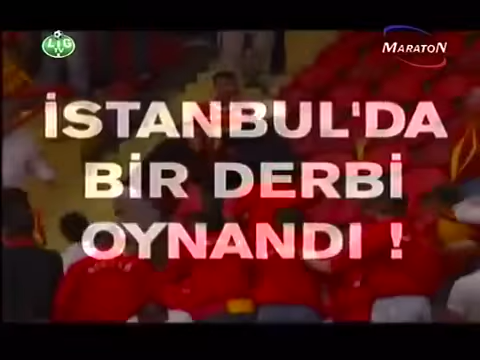 LİG
TV
MARATON
İSTANBUL'DA
BİR DERBİ
OYNANDI !